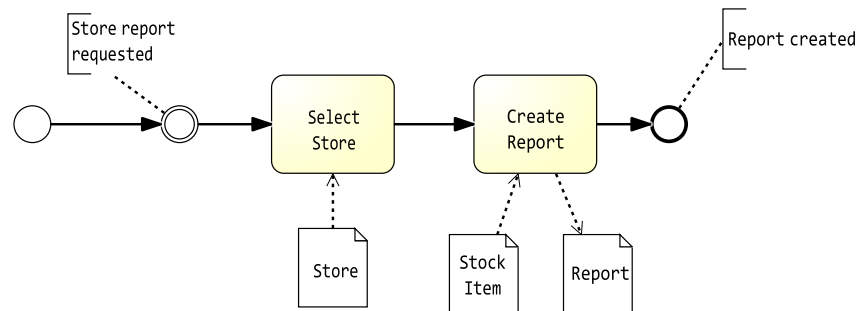 Store report
requested
Report created
Select
Store
Create
Report
Store
Stock
Item
Report